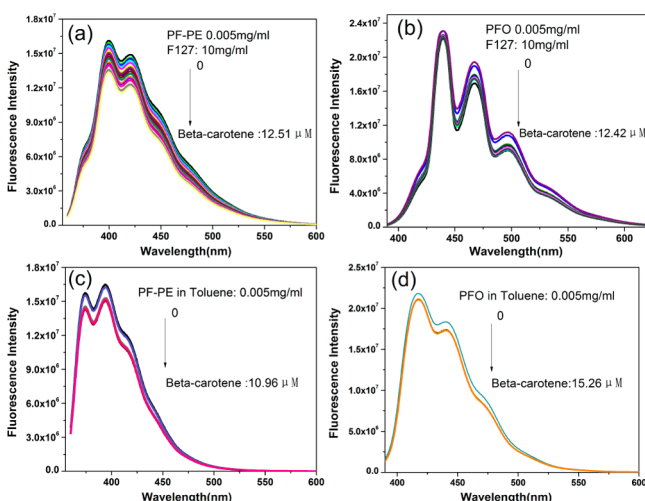 (a)
PF-PE 0.005mg/ml
F127: 10mg/ml
0
Beta-carotene :12.51 μM
Fluorescence Intensity
1.8x10⁷
1.5x10⁷
1.2x10⁷
9.0x10⁶
6.0x10⁶
3.0x10⁶
0.0
400 450 500 550 600
Wavelength(nm)
(b)
PFO 0.005mg/ml
F127: 10mg/ml
0
Beta-carotene :12.42 μM
Fluorescence Intensity
2.4x10⁷
2.0x10⁷
1.6x10⁷
1.2x10⁷
8.0x10⁶
4.0x10⁶
0.0
400 450 500 550 600
Wavelength(nm)
(c)
PF-PE in Toluene: 0.005mg/ml
0
Beta-carotene :10.96 μM
Fluorescence Intensity
1.8x10⁷
1.5x10⁷
1.2x10⁷
9.0x10⁶
6.0x10⁶
3.0x10⁶
0.0
400 450 500 550 600
Wavelength(nm)
(d)
PFO in Toluene: 0.005mg/ml
0
Beta-carotene:15.26 μM
Fluorescence Intensity
2.5x10⁷
2.0x10⁷
1.5x10⁷
1.0x10⁷
5.0x10⁶
0.0
400 450 500 550 600
Wavelength(nm)